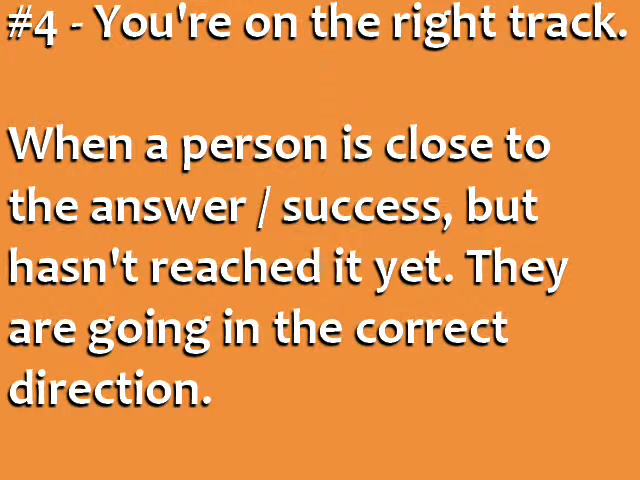 #4 - You're on the right track.
When a person is close to
the answer / success, but
hasn't reached it yet. They
are going in the correct
direction.